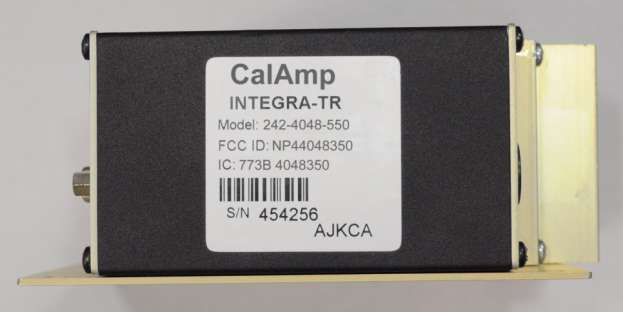 CalAmp
INTEGRA-TR
Model: 242-4048-550
FCC ID: NP44048350
IC: 773B 4048350
S/N 454256
AJKCA